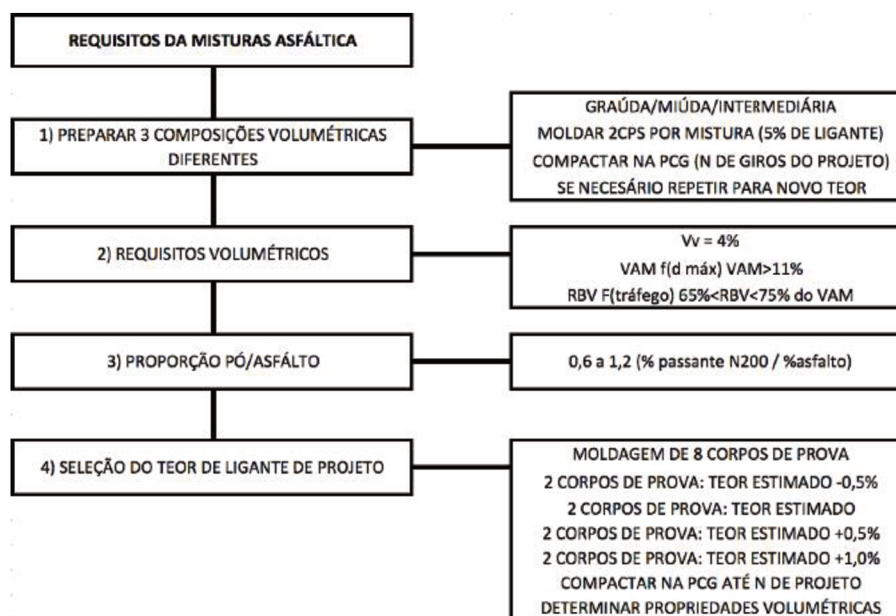 REQUISITOS DA MISTURAS ASFÁLTICA
1) PREPARAR 3 COMPOSIÇÕES VOLUMÉTRICAS
DIFERENTES
GRAÚDA/MIÚDA/INTERMEDIÁRIA
MOLDAR 2CPS POR MISTURA (5% DE LIGANTE)
COMPACTAR NA PCG (N DE GIROS DO PROJETO)
SE NECESÁRIO REPETIR PARA NOVO TEOR
2) REQUISITOS VOLUMÉTRICOS
Vv = 4%
VAM f(d máx) VAM>11%
RBV F(tráfego) 65%<RBV<75% do VAM
3) PROPORÇÃO PÓ/ASFÁLTO
0,6 a 1,2 (% passante N200 / %asfalto)
4) SELEÇÃO DO TEOR DE LIGANTE DE PROJETO
MOLDAGEM DE 8 CORPOS DE PROVA
2 CORPOS DE PROVA: TEOR ESTIMADO -0,5%
2 CORPOS DE PROVA: TEOR ESTIMADO
2 CORPOS DE PROVA: TEOR ESTIMADO +0,5%
2 CORPOS DE PROVA: TEOR ESTIMADO +1,0%
COMPACTAR NA PCG ATÉ N DE PROJETO
DETERMINAR PROPRIEDADES VOLUMÉTRICAS